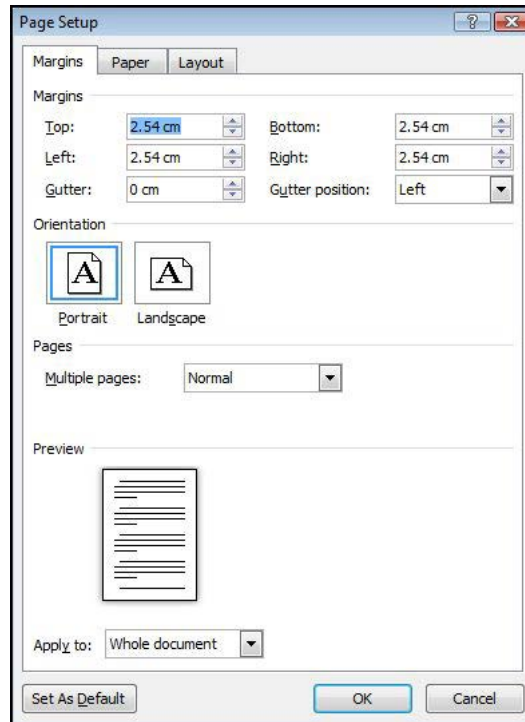 Page Setup
Margins Paper Layout
Margins
Top: 2.54 cm Bottom: 2.54 cm
Left: 2.54 cm Right: 2.54 cm
Gutter: 0 cm Gutter position: Left
Orientation
A A
Portrait Landscape
Pages
Multiple pages: Normal
Preview
Apply to: Whole document
Set As Default OK Cancel